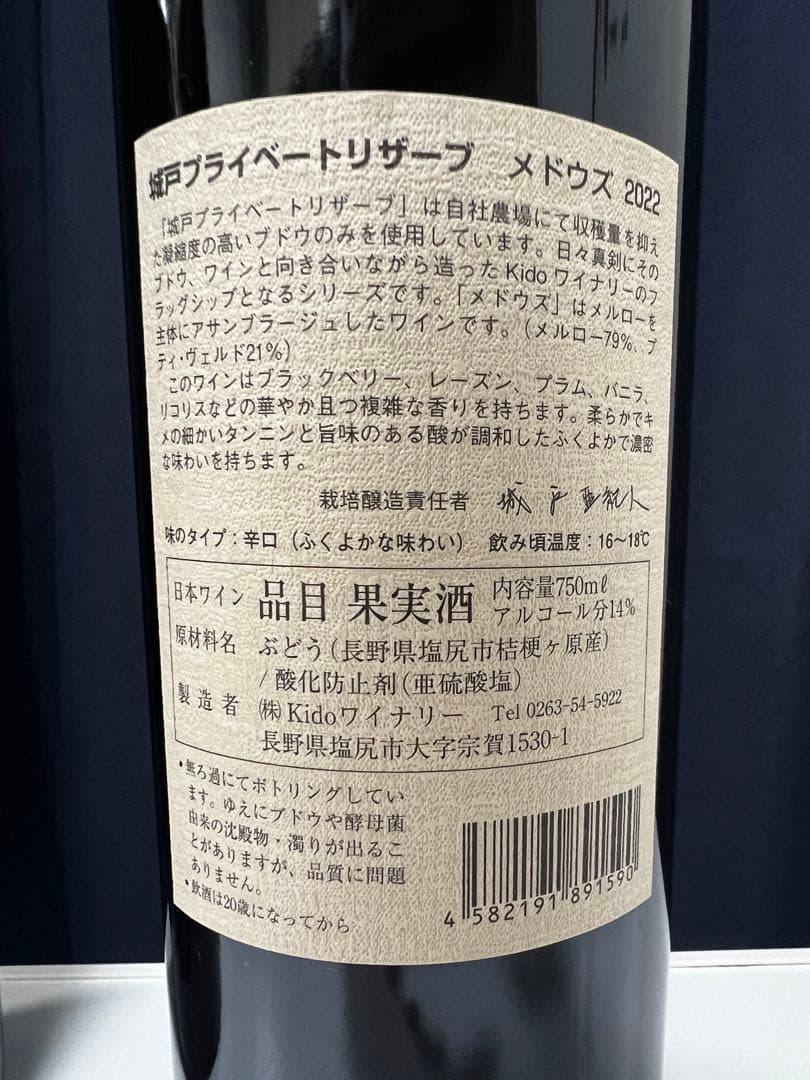 城戸プライベートリザーブ メドウズ 2022
「城戸プライベートリザーブ」は自社農場にて収穫量を抑え
た凝縮度の高いブドウのみを使用しています。日々真剣にその
ブドウ、ワインと向き合いながら造ったKidoワイナリーのフ
ラッグシップとなるシリーズです。「メドウズ」はメルローを
主体にアサンブラージュしたワインです。(メルロー79%、プ
ティ・ヴェルド21%)
このワインはブラックベリー、レーズン、プラム、バニラ、
リコリスなどの華やか且つ複雑な香りを持ちます。柔らかでキ
メの細かいタンニンと旨味のある酸が調和したふくよかで濃密
な味わいを持ちます。
栽培醸造責任者 城戸亜紀人
味のタイプ:辛口(ふくよかな味わい) 飲み頃温度:16〜18℃
日本ワイン 品目 果実酒 内容量750mℓ
アルコール分14%
原材料名 ぶどう(長野県塩尻市桔梗ヶ原産)
/酸化防止剤(亜硫酸塩)
製造者 ㈱Kidoワイナリー Tel 0263-54-5922
長野県塩尻市大字宗賀1530-1
・無ろ過にてボトリングしてい
ます。ゆえにブドウや酵母菌
由来の沈殿物・濁りが出るこ
とがありますが、品質に問題
ありません。
・飲酒は20歳になってから
4 582191 891590